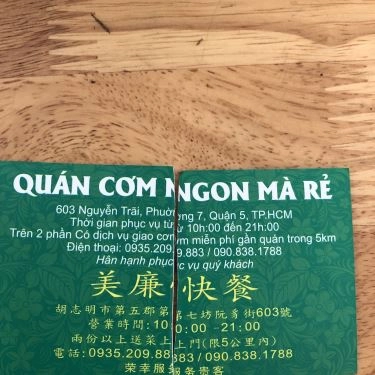 QUÁN CƠM NGON MÀ RẺ
603 Nguyễn Trãi, Phường 7, Quận 5, TP.HCM
Thời gian phục vụ từ 10h:00 đến 21h:00
Trên 2 phần Có dịch vụ giao cơm miễn phí gần quán trong 5km
Điện thoại: 0935.209.883 / 090.838.1788
Hân hạnh phục vụ quý khách
美廉快餐
胡志明市第五郡第七坊阮廌街603號
營業時間:10:00 -21:00
兩份以上送菜上門(限5公里內)
電話:0935.209.883 / 090.838.1788
荣幸服务贵客